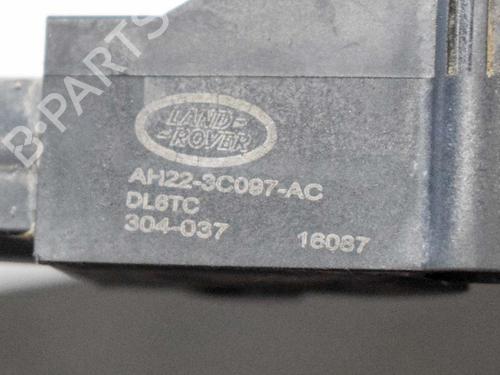 B-PARTS
LAND-
-ROVER
AH22-3C097-AC
DL6TC
304-037 16087